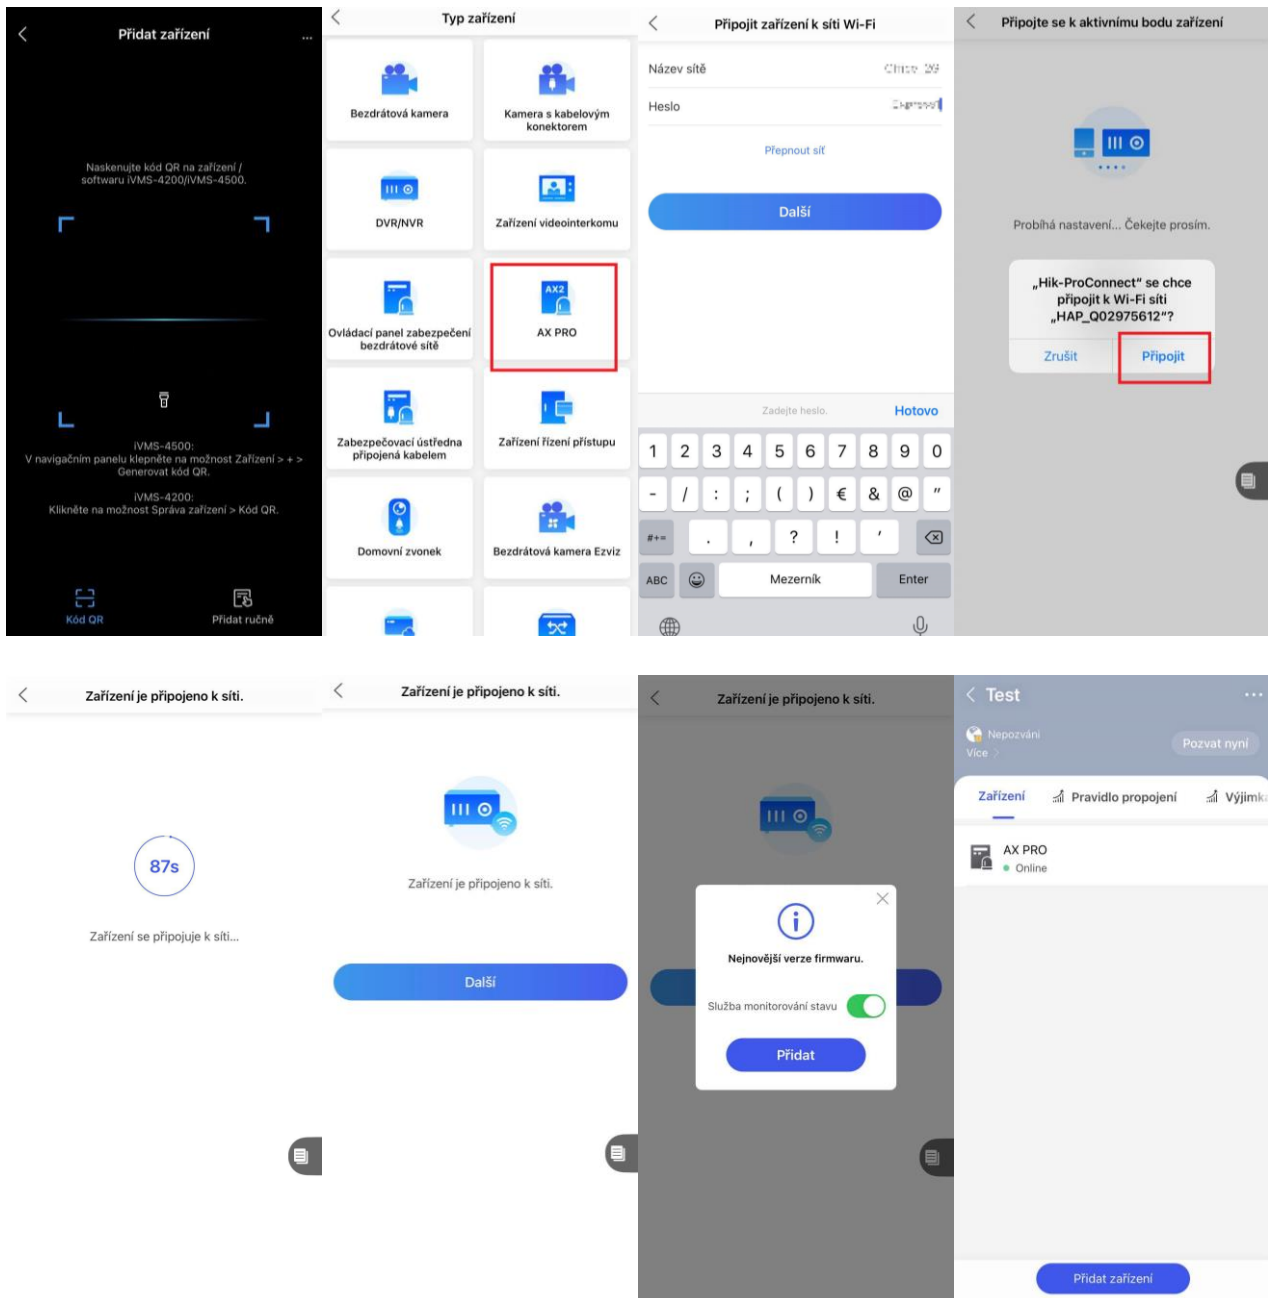 Přidat zařízení
...
Naskenujte kód QR na zařízení /
softwaru iVMS-4200/iVMS-4500.
iVMS-4500:
V navigačním panelu klepněte na možnost Zařízení > + >
Generovat kód QR.
iVMS-4200:
Klikněte na možnost Správa zařízení > Kód QR.
Kód QR
Přidat ručně
Typ zařízení
Bezdrátová kamera
Kamera s kabelovým
konektorem
DVR/NVR
Zařízení videointerkomu
Ovládací panel zabezpečení
bezdrátové sítě
AX2
AX PRO
Zabezpečovací ústředna
připojená kabelem
Zařízení řízení přístupu
Domovní zvonek
Bezdrátová kamera Ezviz
Připojit zařízení k síti Wi-Fi
Název sítě
Heslo
Přepnout síť
Další
Zadejte heslo.
Hotovo
1 2 3 4 5 6 7 8 9 0
- / : ; ( ) € & @ "
#+= . , ? ! '
ABC Mezerník Enter
Připojte se k aktivnímu bodu zařízení
Probíhá nastavení... Čekejte prosím.
„Hik-ProConnect" se chce
připojit k Wi-Fi síti
„HAP_Q02975612"?
Zrušit Připojit
Zařízení je připojeno k síti.
87s
Zařízení se připojuje k síti...
Zařízení je připojeno k síti.
Zařízení je připojeno k síti.
Další
Zařízení je připojeno k síti.
Nejnovější verze firmwaru.
Služba monitorování stavu
Přidat
Test
...
Nepozváni
Více >
Pozvat nyní
Zařízení Pravidlo propojení Výjimka
AX PRO
Online
Přidat zařízení